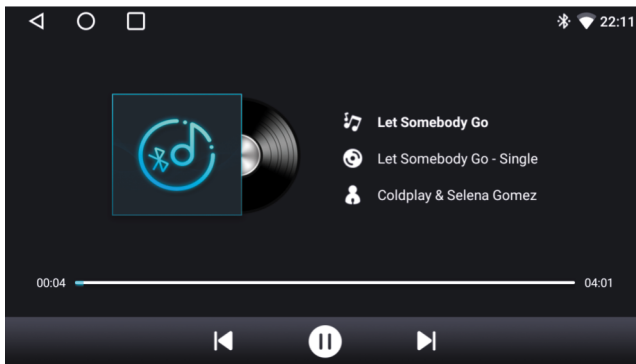 22:11
Let Somebody Go
Let Somebody Go - Single
Coldplay & Selena Gomez
00:04
04:01